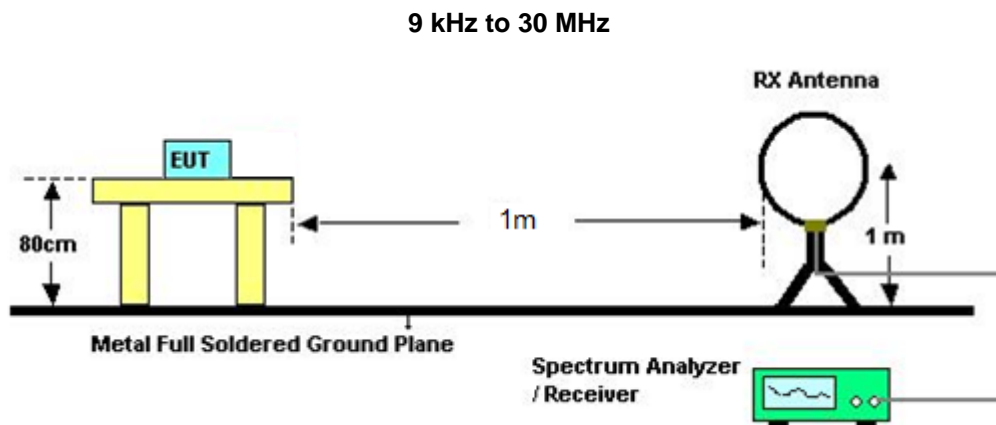 9 kHz to 30 MHz
RX Antenna
EUT
80cm
1m
1 m
Metal Full Soldered Ground Plane
Spectrum Analyzer
/ Receiver